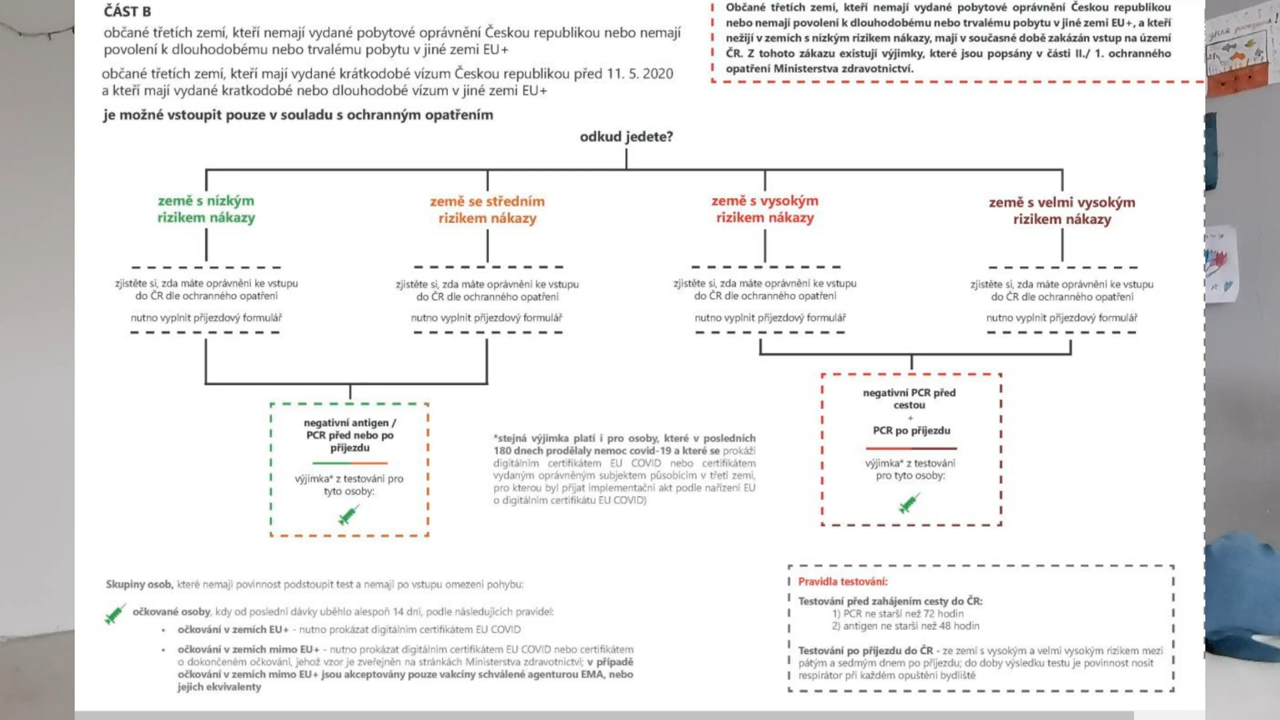 ČÁST B
občané třetích zemí, kteří nemají vydané pobytové oprávnění Českou republikou nebo nemají
povolení k dlouhodobému nebo trvalému pobytu v jiné zemi EU+
občané třetích zemí, kteří mají vydané krátkodobé vízum Českou republikou před 11. 5. 2020
a kteří mají vydané kratkodobé nebo dlouhodobé vízum v jiné zemi EU+
je možné vstoupit pouze v souladu s ochranným opatřením
Občané třetích zemí, kteří nemají vydané pobytové oprávnění Českou republikou
nebo nemají povolení k dlouhodobému nebo trvalému pobytu v jiné zemi EU+, a kteří
nežijí v zemích s nízkým rizikem nákazy, mají v současné době zakázán vstup na území
ČR. Z tohoto zákazu existují výjimky, které jsou popsány v části II./ 1. ochranného
opatření Ministerstva zdravotnictví.
odkud jedete?
země s nízkým
rizikem nákazy
země se středním
rizikem nákazy
země s vysokým
rizikem nákazy
země s velmi vysokým
rizikem nákazy
zjistěte si, zda máte oprávnění ke vstupu
do ČR dle ochranného opatření
nutno vyplnit příjezdový formulář
zjistěte si, zda máte oprávnění ke vstupu
do ČR dle ochranného opatření
nutno vyplnit příjezdový formulář
zjistěte si, zda máte oprávnění ke vstupu
do ČR dle ochranného opatření
nutno vyplnit příjezdový formulář
zjistěte si, zda máte oprávnění ke vstupu
do ČR dle ochranného opatření
nutno vyplnit příjezdový formulář
negativní antigen /
PCR před nebo po
příjezdu
výjimka* z testování pro
tyto osoby:
*stejná výjimka platí i pro osoby, které v posledních
180 dnech prodělaly nemoc covid-19 a které se prokáží
digitálním certifikátem EU COVID nebo certifikátem
vydaným oprávněným subjektem působícím v třetí zemi,
pro kterou byl přijat implementační akt podle nařízení EU
o digitálním certifikátu EU COVID)
negativní PCR před
cestou
+
PCR po příjezdu
výjimka* z testování
pro tyto osoby:
Skupiny osob, které nemají povinnost podstoupit test a nemají po vstupu omezení pohybu:
očkované osoby, kdy od poslední dávky uběhlo alespoň 14 dní, podle následujících pravidel:
• očkování v zemích EU+ - nutno prokázat digitálním certifikátem EU COVID
• očkování v zemích mimo EU+ - nutno prokázat digitálním certifikátem EU COVID nebo certifikátem
o dokončeném očkování, jehož vzor je zveřejněn na stránkách Ministerstva zdravotnictví; v případě
očkování v zemích mimo EU+ jsou akceptovány pouze vakcíny schválené agenturou EMA, nebo
jejich ekvivalenty
Pravidla testování:
Testování před zahájením cesty do ČR:
1) PCR ne starší než 72 hodin
2) antigen ne starší než 48 hodin
Testování po příjezdu do ČR - ze zemí s vysokým a velmi vysokým rizikem mezi
pátým a sedmým dnem po příjezdu; do doby výsledku testu je povinnost nosit
respirátor při každém opuštění bydliště